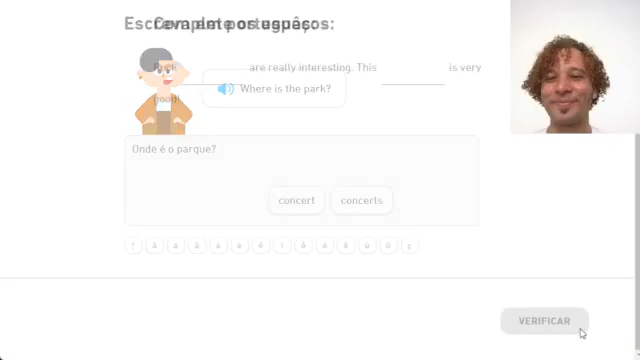 Escreva em português:
Complete os espaços:
Rock
are really interesting. This
is very
good!
Where is the park?
Onde é o parque?
concert
concerts
VERIFICAR